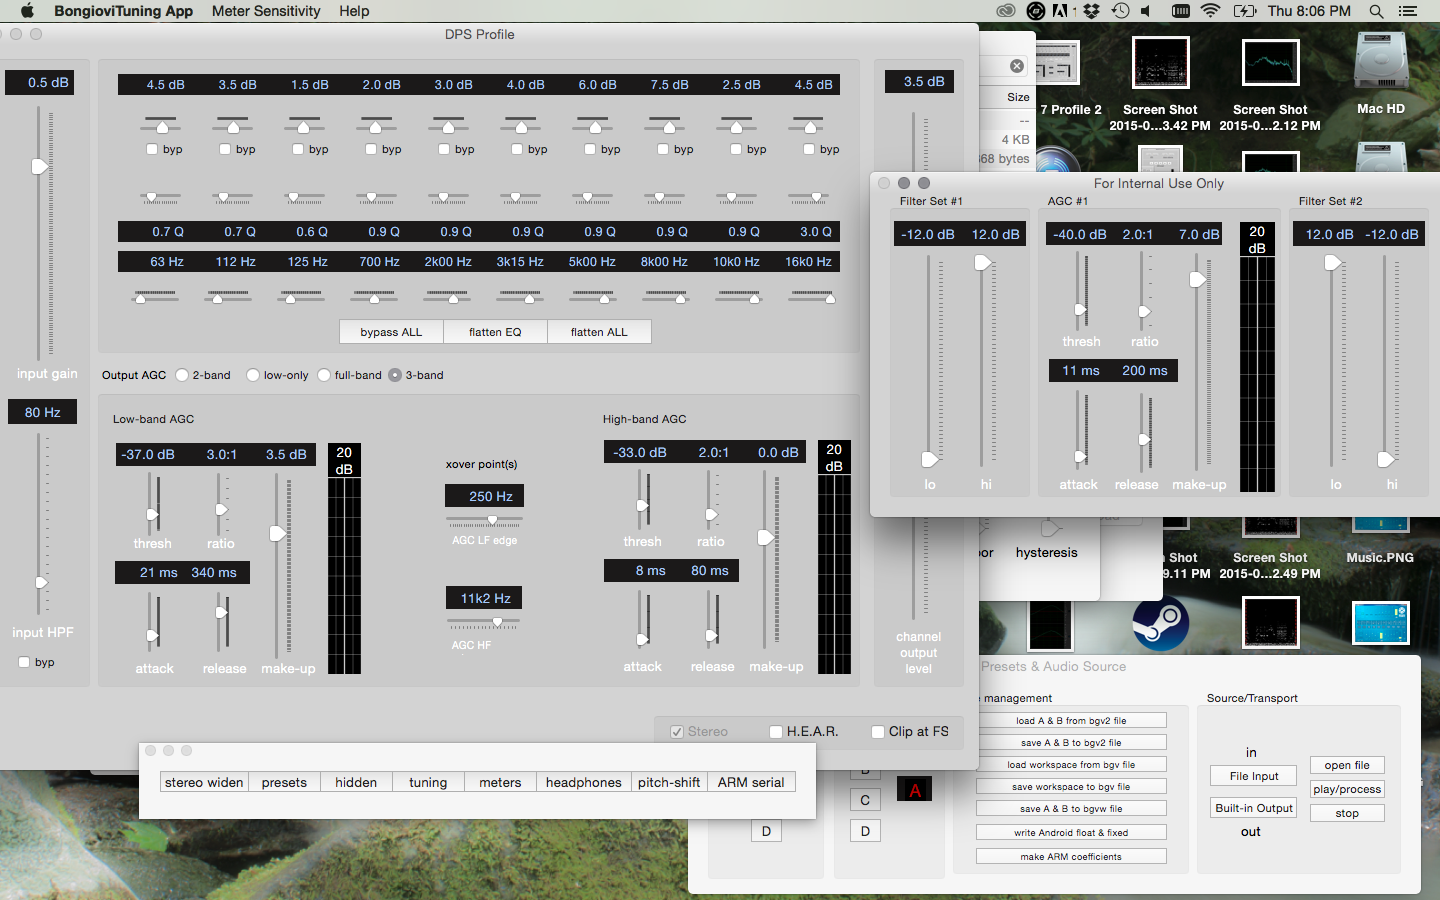 BongioviTuning App Meter Sensitivity Help
1 Thu 8:06 PM
DPS Profile
0.5 dB
4.5 dB 3.5 dB 1.5 dB 2.0 dB 3.0 dB 4.0 dB 6.0 dB 7.5 dB 2.5 dB 4.5 dB
3.5 dB
byp byp byp byp byp byp byp byp byp byp
0.7 Q 0.7 Q 0.6 Q 0.9 Q 0.9 Q 0.9 Q 0.9 Q 0.9 Q 0.9 Q 3.0 Q
63 Hz 112 Hz 125 Hz 700 Hz 2k00 Hz 3k15 Hz 5k00 Hz 8k00 Hz 10k0 Hz 16k0 Hz
bypass ALL flatten EQ flatten ALL
input gain
Output AGC 2-band low-only full-band 3-band
80 Hz
input HPF
byp
Low-band AGC
-37.0 dB 3.0:1 3.5 dB
20
dB
thresh ratio
21 ms 340 ms
attack release make-up
xover point(s)
250 Hz
AGC LF edge
11k2 Hz
AGC HF
High-band AGC
-33.0 dB 2.0:1 0.0 dB
20
dB
thresh ratio
8 ms 80 ms
attack release make-up
channel
output
level
Stereo H.E.A.R. Clip at FS
stereo widen presets hidden tuning meters headphones pitch-shift ARM serial
Size
--
4 KB
368 bytes
7 Profile 2
Screen Shot
2015-0...3.42 PM
Screen Shot
2015-0...2.12 PM
Mac HD
For Internal Use Only
Filter Set #1 AGC #1 Filter Set #2
-12.0 dB 12.0 dB
lo hi
-40.0 dB 2.0:1 7.0 dB
20
dB
thresh ratio
11 ms 200 ms
attack release make-up
12.0 dB -12.0 dB
lo hi
hysteresis
n Shot
9.11 PM
Screen Shot
2015-0...2.49 PM
Music.PNG
Presets & Audio Source
management
load A & B from bgv2 file
save A & B to bgv2 file
load workspace from bgv file
save workspace to bgv file
save A & B to bgvw file
write Android float & fixed
make ARM coefficients
B
C
D D
A
Source/Transport
in
File Input
Built-in Output
out
open file
play/process
stop